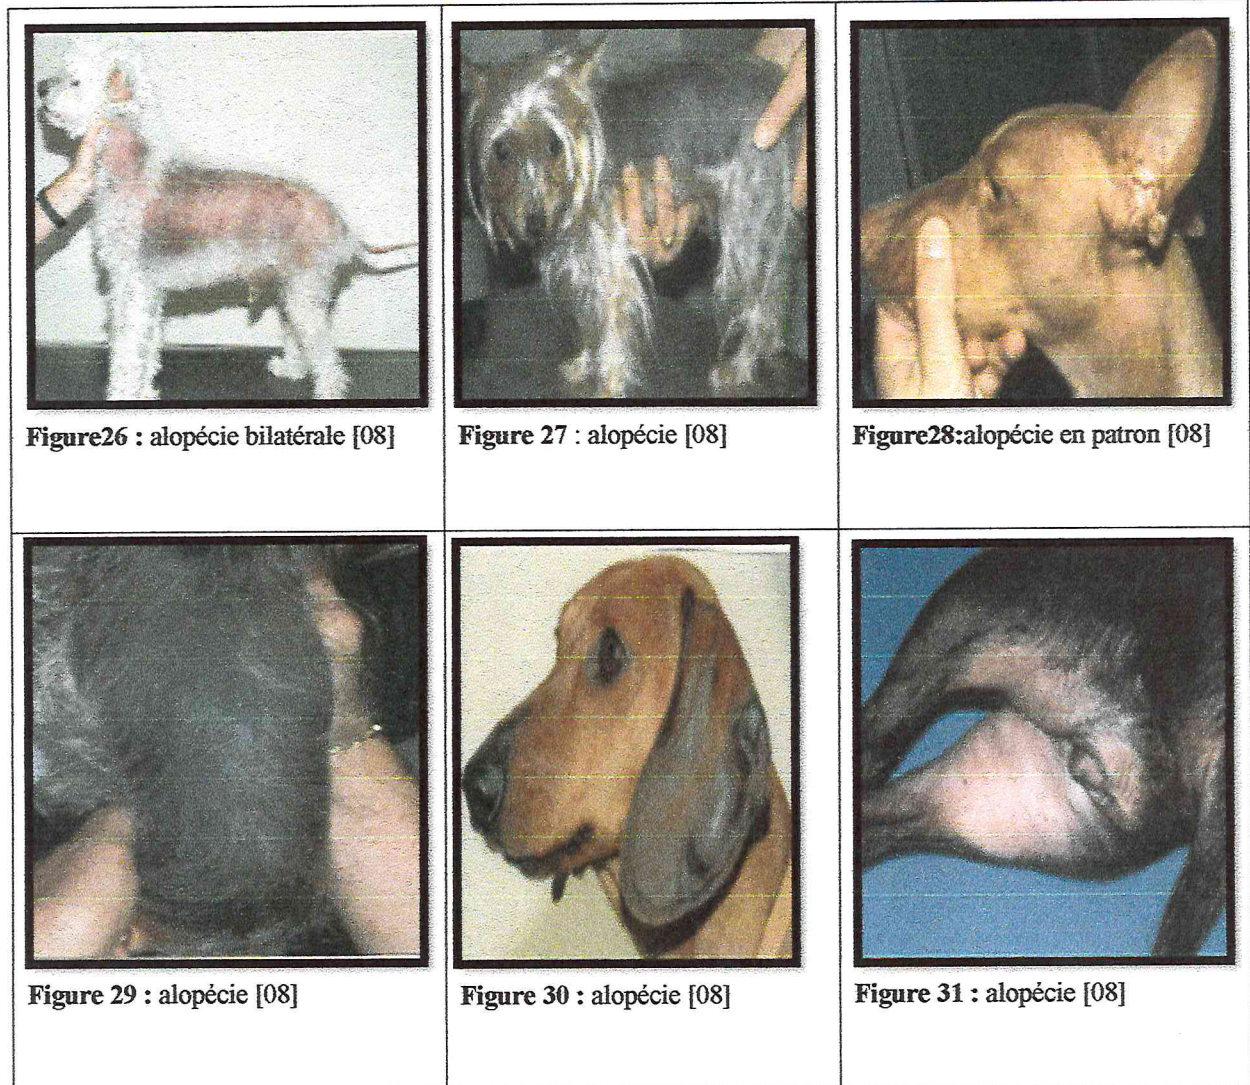 Figure26 : alopécie bilatérale [08]
Figure 27 : alopécie [08]
Figure28:alopécie en patron [08]
Figure 29 : alopécie [08]
Figure 30 : alopécie [08]
Figure 31 : alopécie [08]